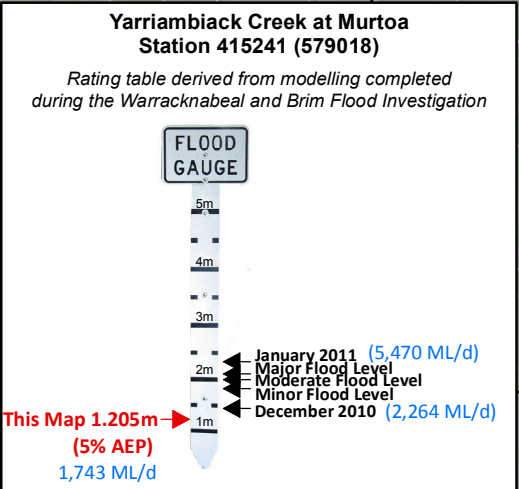 Yarriambiack Creek at Murtoa
Station 415241 (579018)
Rating table derived from modelling completed
during the Warracknabeal and Brim Flood Investigation
FLOOD
GAUGE
5m
4m
3m
2m
1m
January 2011 (5,470 ML/d)
Major Flood Level
Moderate Flood Level
Minor Flood Level
December 2010 (2,264 ML/d)
This Map 1.205m
(5% AEP)
1,743 ML/d